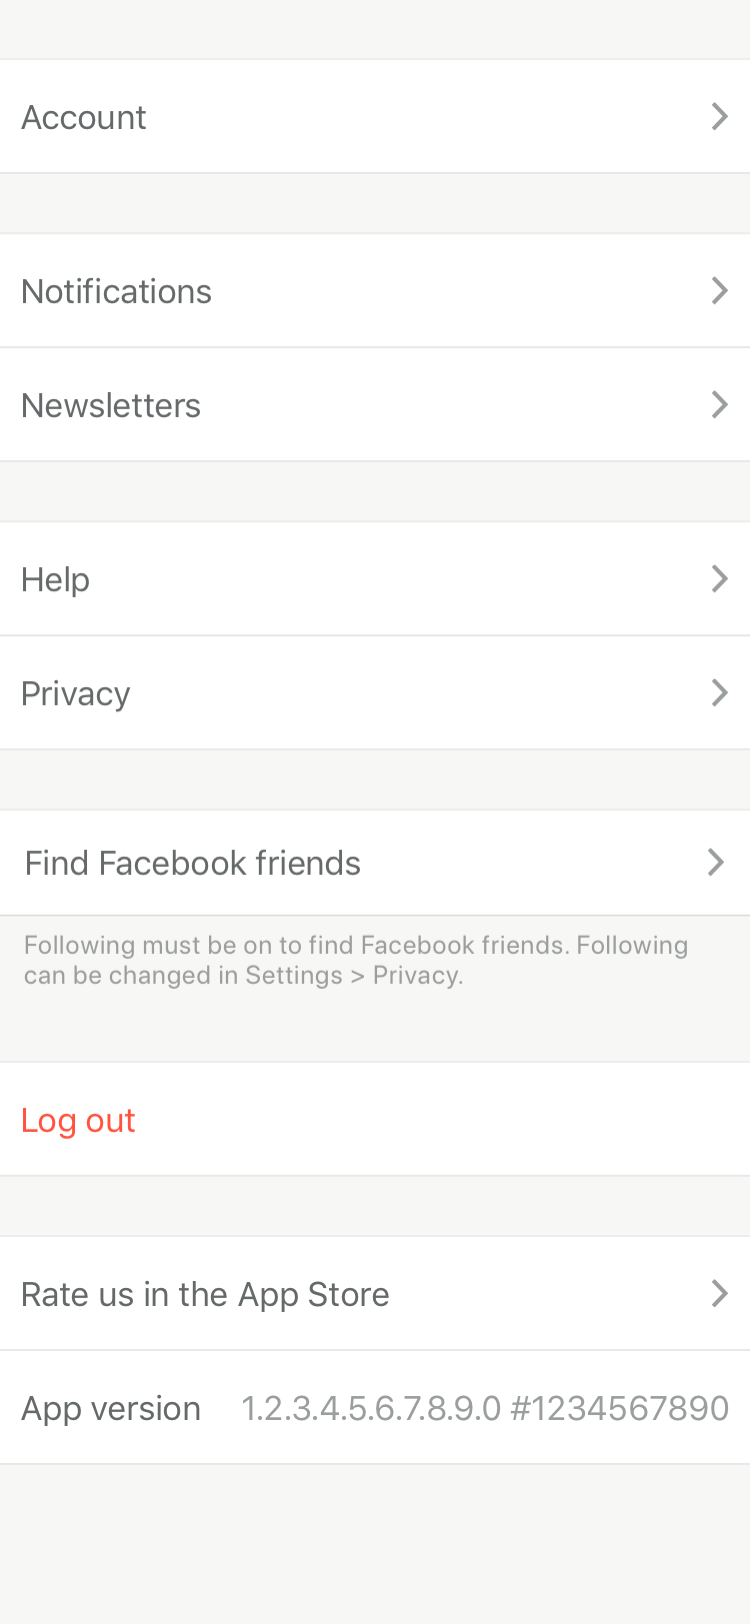 Account
Notifications
Newsletters
Help
Privacy
Find Facebook friends
Following must be on to find Facebook friends. Following
can be changed in Settings > Privacy.
Log out
Rate us in the App Store
App version 1.2.3.4.5.6.7.8.9.0 #1234567890